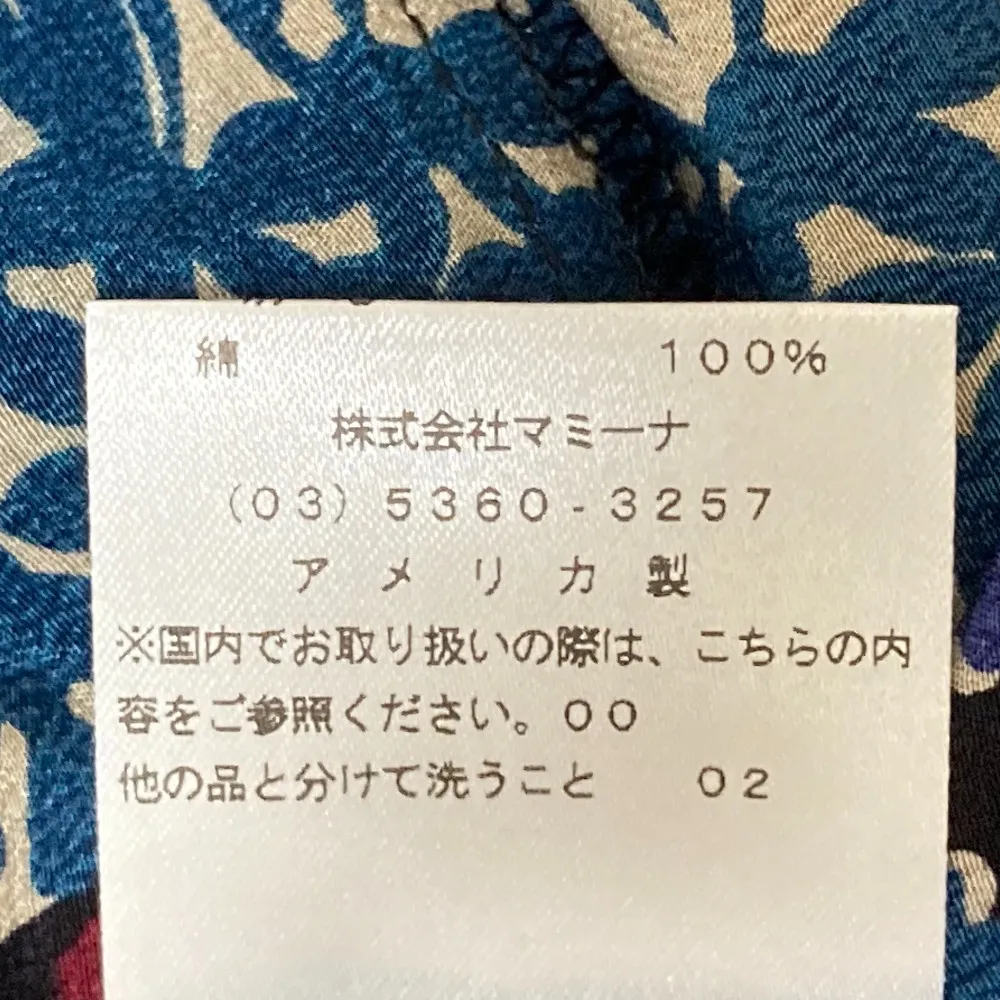 綿 100%
株式会社マミーナ
(03)5360-3257
アメリカ製
※国内でお取り扱いの際は、こちらの内
容をご参照ください。00
他の品と分けて洗うこと 02